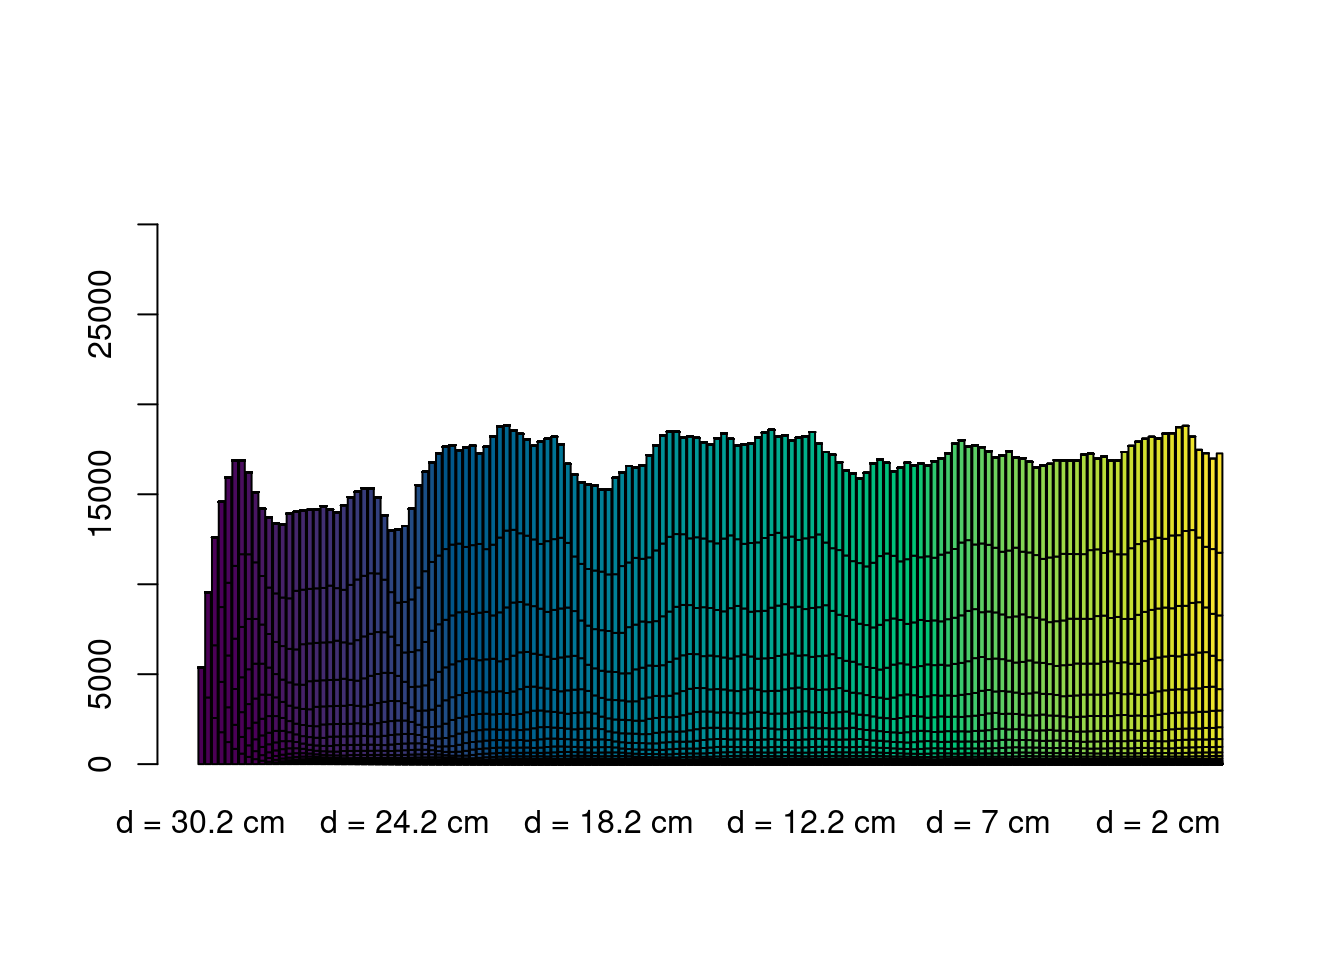 25000
15000
5000
0
d = 30.2 cm d = 24.2 cm d = 18.2 cm d = 12.2 cm d = 7 cm d = 2 cm